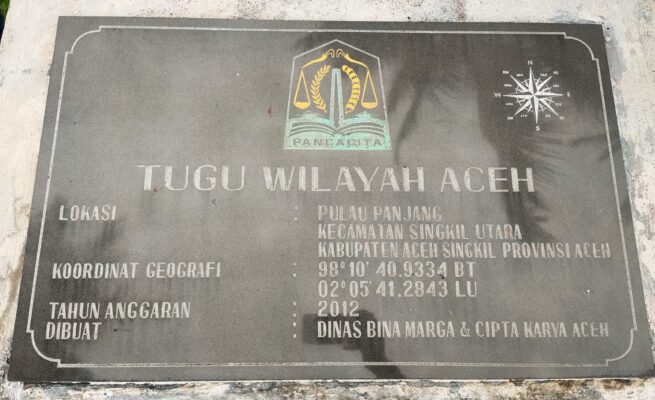 PANCACITA
N
W E
S
TUGU WILAYAH ACEH
LOKASI : PULAU PANJANG
KECAMATAN SINGKIL UTARA
KABUPATEN ACEH SINGKIL PROVINSI ACEH
KOORDINAT GEOGRAFI : 98° 10' 40.9334 BT
02° 05' 41.2843 LU
TAHUN ANGGARAN : 2012
DIBUAT : DINAS BINA MARGA & CIPTA KARYA ACEH